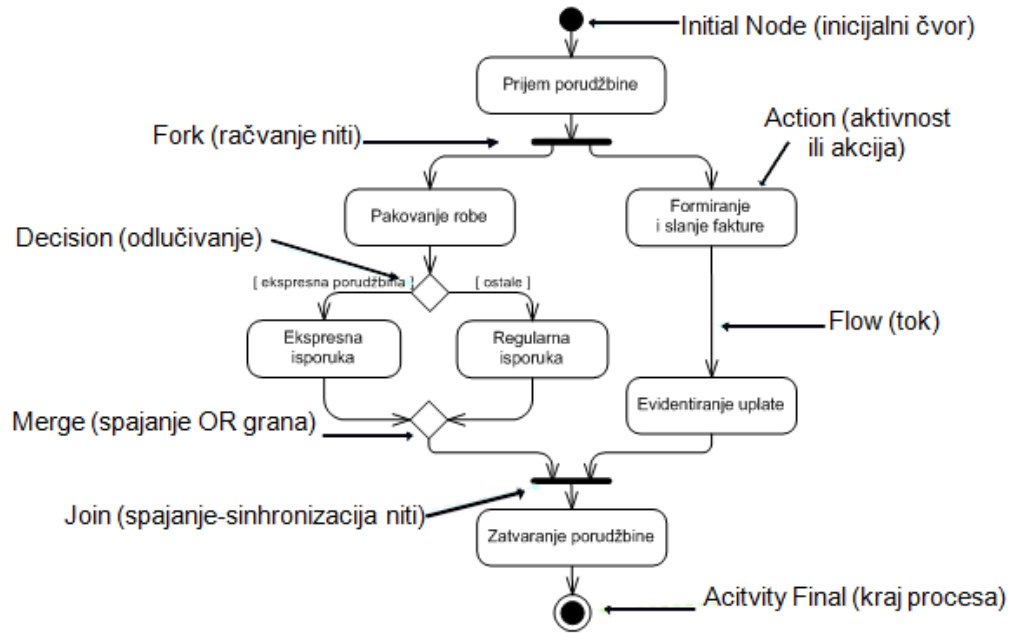 Initial Node (inicijalni čvor)
Prijem porudžbine
Fork (račvanje niti)
Action (aktivnost
ili akcija)
Pakovanje robe
Formiranje
i slanje fakture
Decision (odlučivanje)
[ ekspresna porudžbina ]
[ ostale ]
Ekspresna
isporuka
Regularna
isporuka
Flow (tok)
Evidentiranje uplate
Merge (spajanje OR grana)
Join (spajanje-sinhronizacija niti)
Zatvaranje porudžbine
Acitvity Final (kraj procesa)